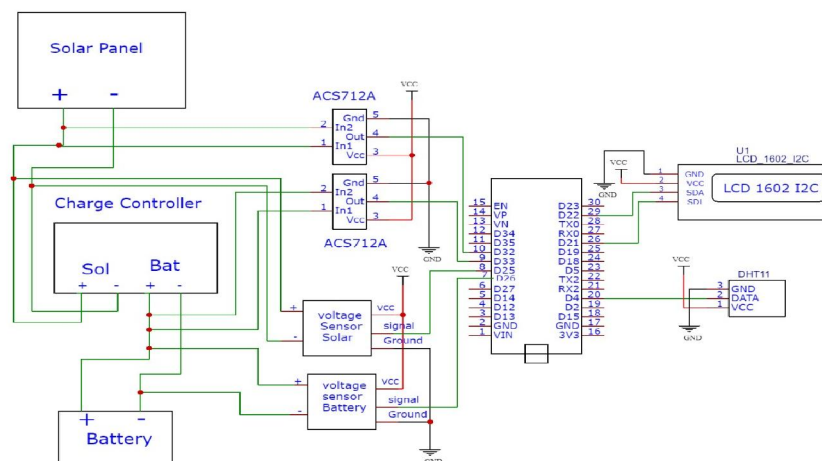 Solar Panel
+ -
VCC
ACS712A
Gnd 5
2 In2
Out 4
1 In1
Vcc 3
Gnd 5
2 In2
Out 4
1 In1
Vcc 3
ACS712A
GND
Charge Controller
Sol Bat
+ - + -
VCC
+ voltage Sensor Solar -
vcc
signal
Ground
+ voltage sensor Battery -
vcc
signal
Ground
GND
+ -
Battery
15 EN D23 30
14 VP D22 29
13 VN TX0 28
12 D34 RX0 27
11 D35 D21 26
10 D32 D19 25
9 D33 D18 24
8 D25 D5 23
7 D26 TX2 22
6 D27 RX2 21
5 D14 D4 20
4 D12 D2 19
3 D13 D15 18
2 GND GND 17
1 VIN 3V3 16
U1
LCD_1602_I2C
VCC
GND
1 GND
2 VCC
3 SDA
4 SDL
LCD 1602 I2C
VCC
DHT11
3 GND
2 DATA
1 VCC
GND